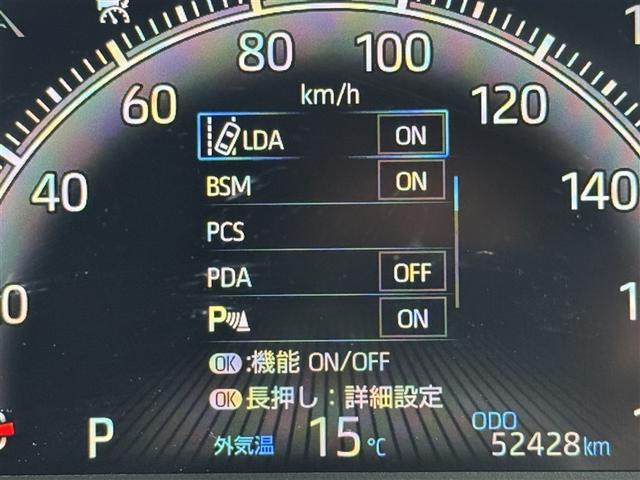 80 100
km/h
60 120
LDA ON
40 BSM ON 140
PCS
PDA OFF
P ON
OK:機能 ON/OFF
OK長押し:詳細設定
P 外気温 15℃ ODO 52428km